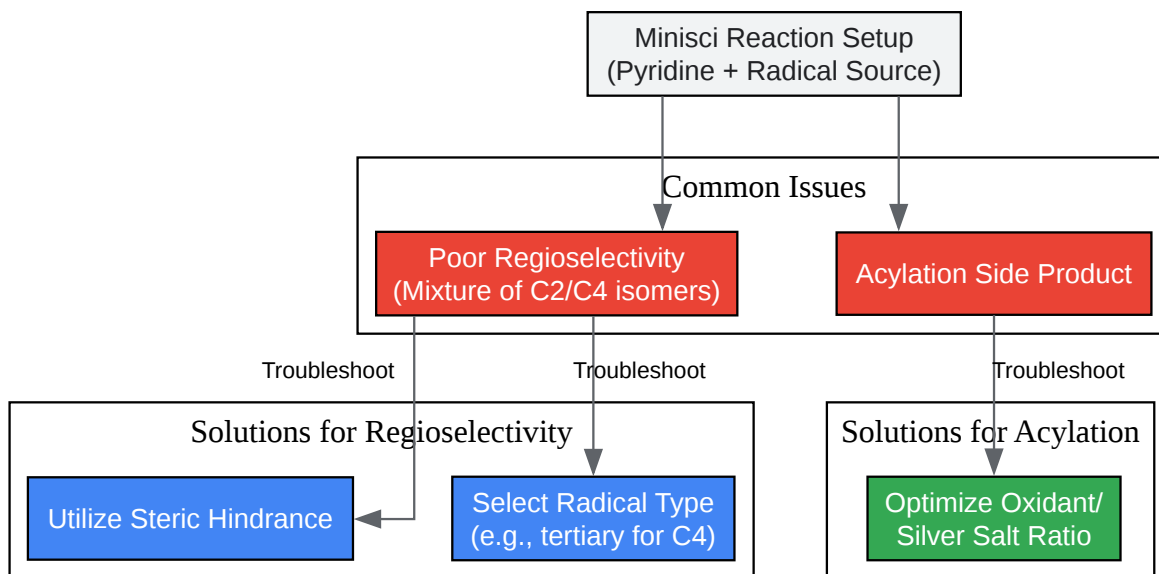 Minisci Reaction Setup
(Pyridine + Radical Source)
Common Issues
Poor Regioselectivity
(Mixture of C2/C4 isomers)
Acylation Side Product
Troubleshoot
Troubleshoot
Troubleshoot
Solutions for Regioselectivity
Solutions for Acylation
Utilize Steric Hindrance
Select Radical Type
(e.g., tertiary for C4)
Optimize Oxidant/
Silver Salt Ratio